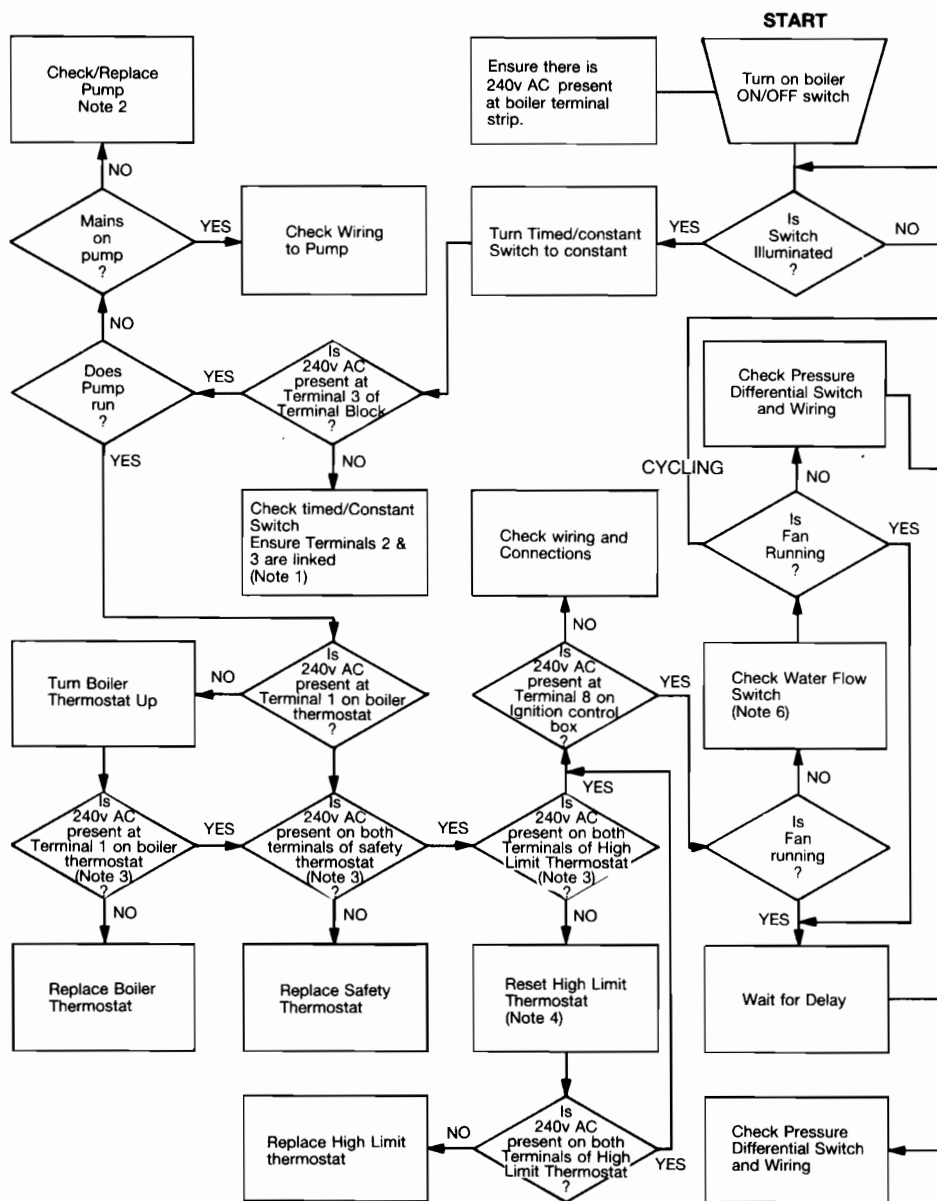 START
Check/Replace
Pump
Note 2
Ensure there is
240v AC present
at boiler terminal
strip.
Turn on boiler
ON/OFF switch
NO
Mains
on
pump
?
YES
Check Wiring
to Pump
Turn Timed/constant
Switch to constant
YES
Is
Switch
Illuminated
?
NO
NO
Does
Pump
run
?
YES
Is
240v AC
present at
Terminal 3 of
Terminal Block
?
Check Pressure
Differential Switch
and Wiring
YES
NO
CYCLING
NO
Check timed/Constant
Switch
Ensure Terminals 2 &
3 are linked
(Note 1)
Check wiring and
Connections
Is
Fan
Running
?
YES
NO
Turn Boiler
Thermostat Up
NO
Is
240v AC
present at
Terminal 1 on boiler
thermostat
?
Is
240v AC
present at
Terminal 8 on
Ignition control
box
?
YES
Check Water Flow
Switch
(Note 6)
YES
NO
Is
240v AC
present at
Terminal 1 on boiler
thermostat
(Note 3)
?
YES
Is
240v AC
present on both
terminals of safety
thermostat
(Note 3)
?
YES
Is
240v AC
present on both
Terminals of High
Limit Thermostat
(Note 3)
?
Is
Fan
running
?
NO
NO
NO
YES
Replace Boiler
Thermostat
Replace Safety
Thermostat
Reset High Limit
Thermostat
(Note 4)
Wait for Delay
Replace High Limit
thermostat
NO
Is
240v AC
present on both
Terminals of High
Limit Thermostat
?
YES
Check Pressure
Differential Switch
and Wiring